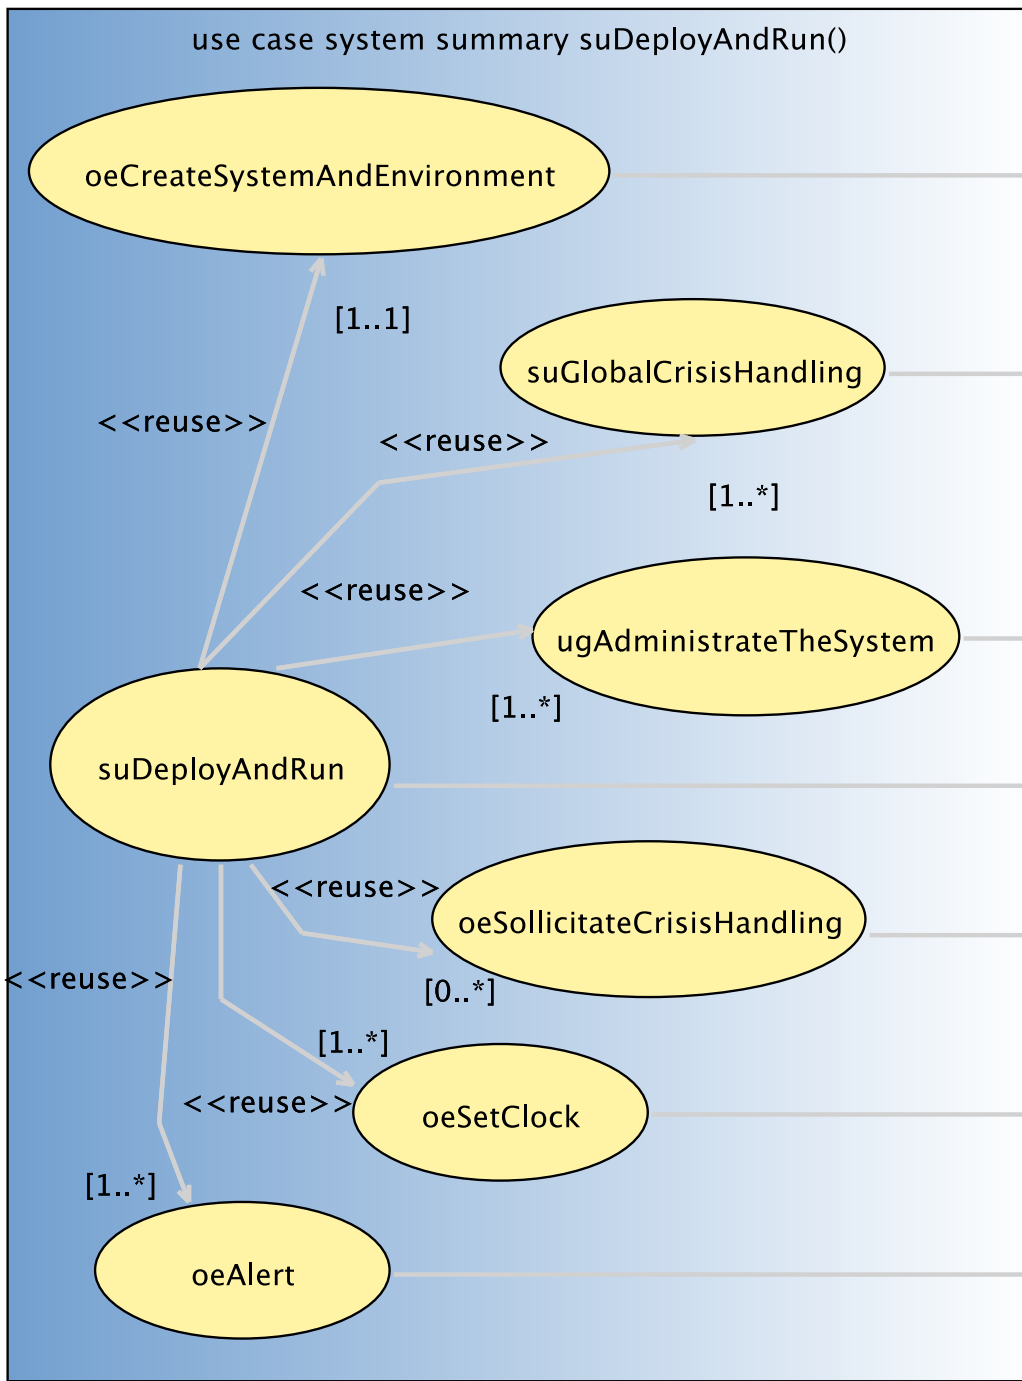 use case system summary suDeployAndRun()
oeCreateSystemAndEnvironment
[1..1]
suGlobalCrisisHandling
<<reuse>>
<<reuse>>
[1..*]
<<reuse>>
ugAdministrateTheSystem
[1..*]
suDeployAndRun
<<reuse>>
oeSollicitateCrisisHandling
<<reuse>>
[0..*]
[1..*]
<<reuse>>
oeSetClock
[1..*]
oeAlert